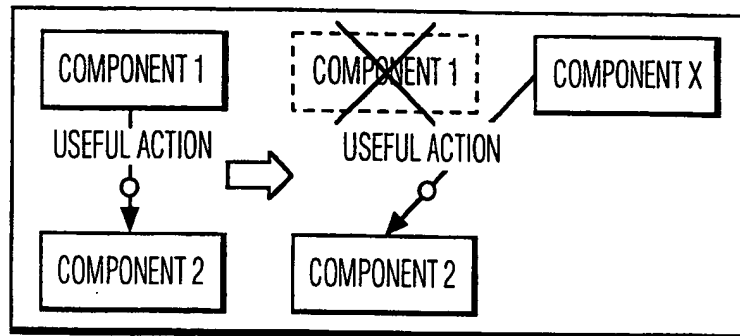 COMPONENT 1
USEFUL ACTION
COMPONENT 2
COMPONENT 1
COMPONENT X
USEFUL ACTION
COMPONENT 2